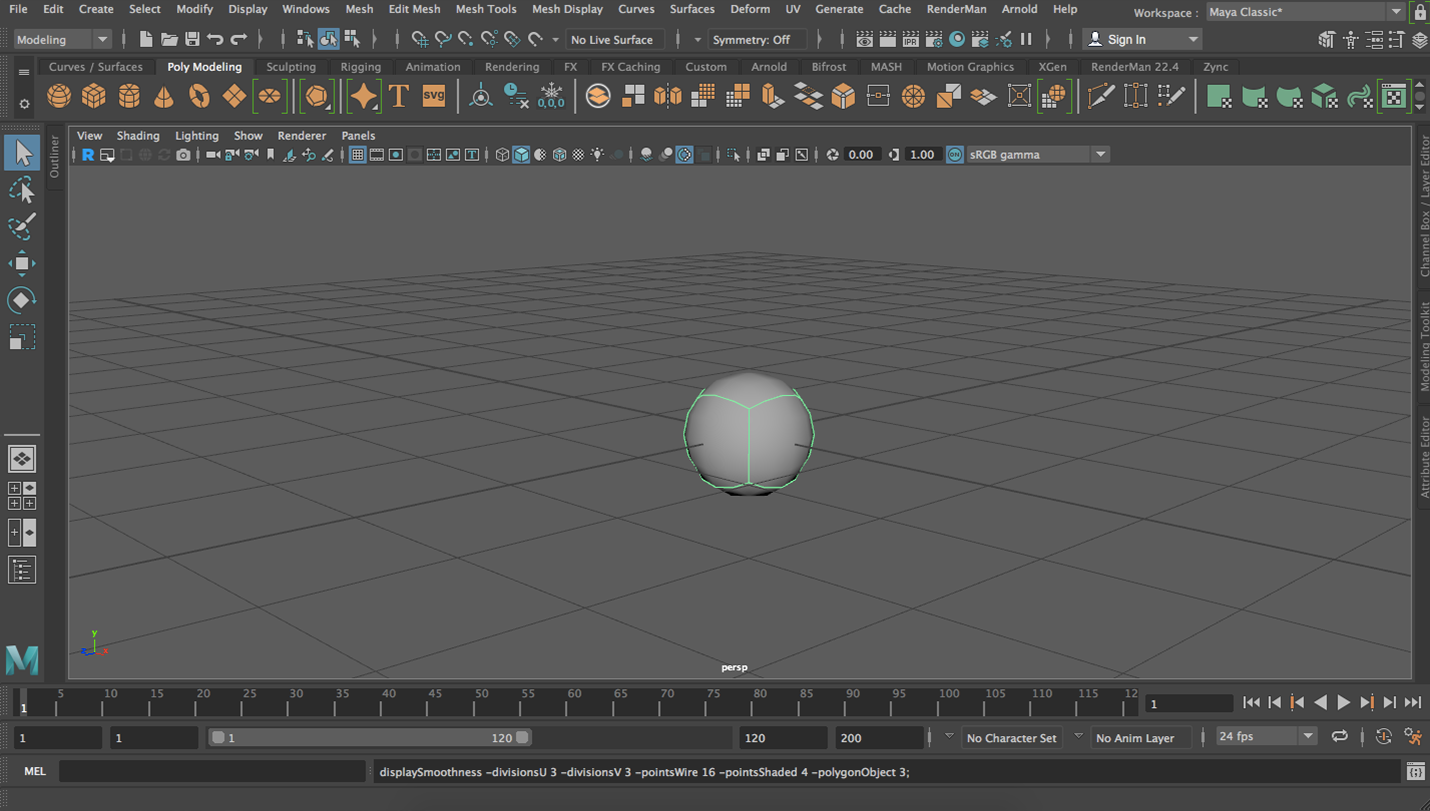 File Edit Create Select Modify Display Windows Mesh Edit Mesh Mesh Tools Mesh Display Curves Surfaces Deform UV Generate Cache RenderMan Arnold Help Workspace : Maya Classic*
Modeling No Live Surface Symmetry: Off IPR Sign In
Curves / Surfaces Poly Modeling Sculpting Rigging Animation Rendering FX FX Caching Custom Arnold Bifrost MASH Motion Graphics XGen RenderMan 22.4 Zync
T SVG 0,0,0
View Shading Lighting Show Renderer Panels
R 0.00 1.00 ON sRGB gamma
Outliner
Channel Box / Layer Editor
Modeling Toolkit
Attribute Editor
y
x
persp
M
1 5 10 15 20 25 30 35 40 45 50 55 60 65 70 75 80 85 90 95 100 105 110 115 12 1
1 1 1 120 120 200 No Character Set No Anim Layer 24 fps
MEL displaySmoothness -divisionsU 3 -divisionsV 3 -pointsWire 16 -pointsShaded 4 -polygonObject 3;